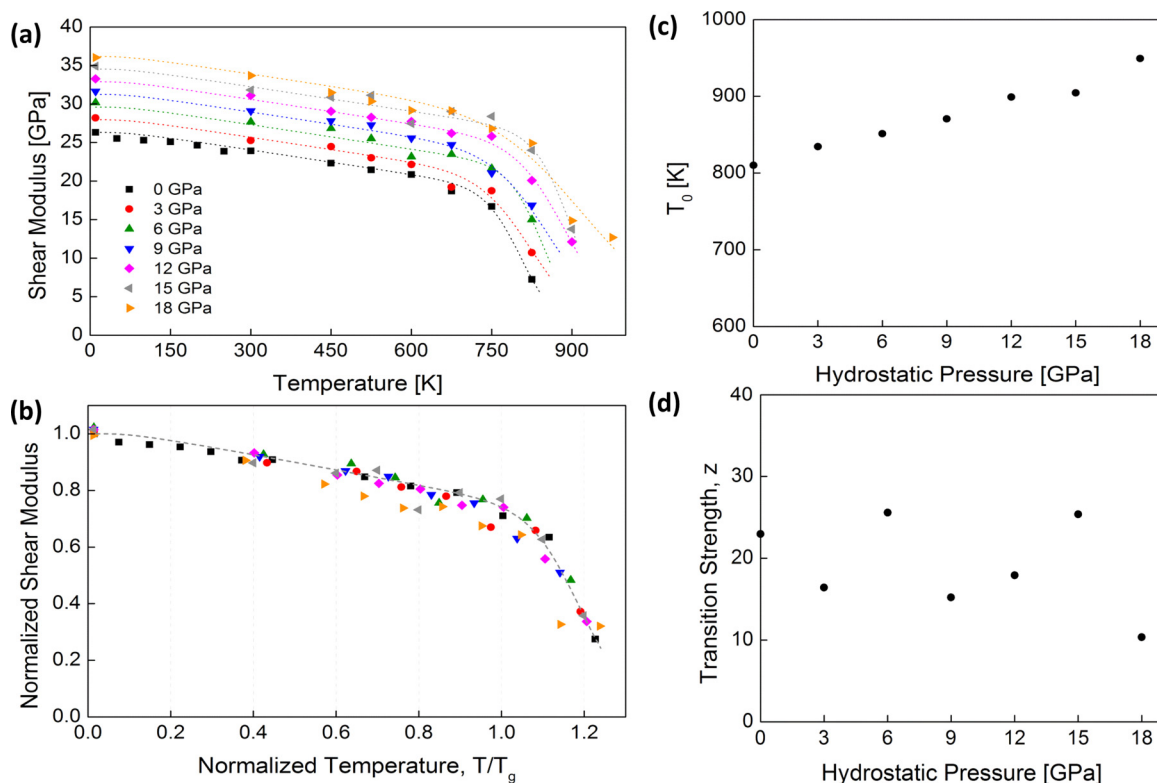 (a)
Shear Modulus [GPa]
40
35
30
25
20
15
10
5
0
0 GPa
3 GPa
6 GPa
9 GPa
12 GPa
15 GPa
18 GPa
0 150 300 450 600 750 900
Temperature [K]
(b)
Normalized Shear Modulus
1.0
0.8
0.6
0.4
0.2
0.0
0.0 0.2 0.4 0.6 0.8 1.0 1.2
Normalized Temperature, T/Tg
(c)
T0 [K]
1000
900
800
700
600
0 3 6 9 12 15 18
Hydrostatic Pressure [GPa]
(d)
Transition Strength, z
40
30
20
10
0
0 3 6 9 12 15 18
Hydrostatic Pressure [GPa]